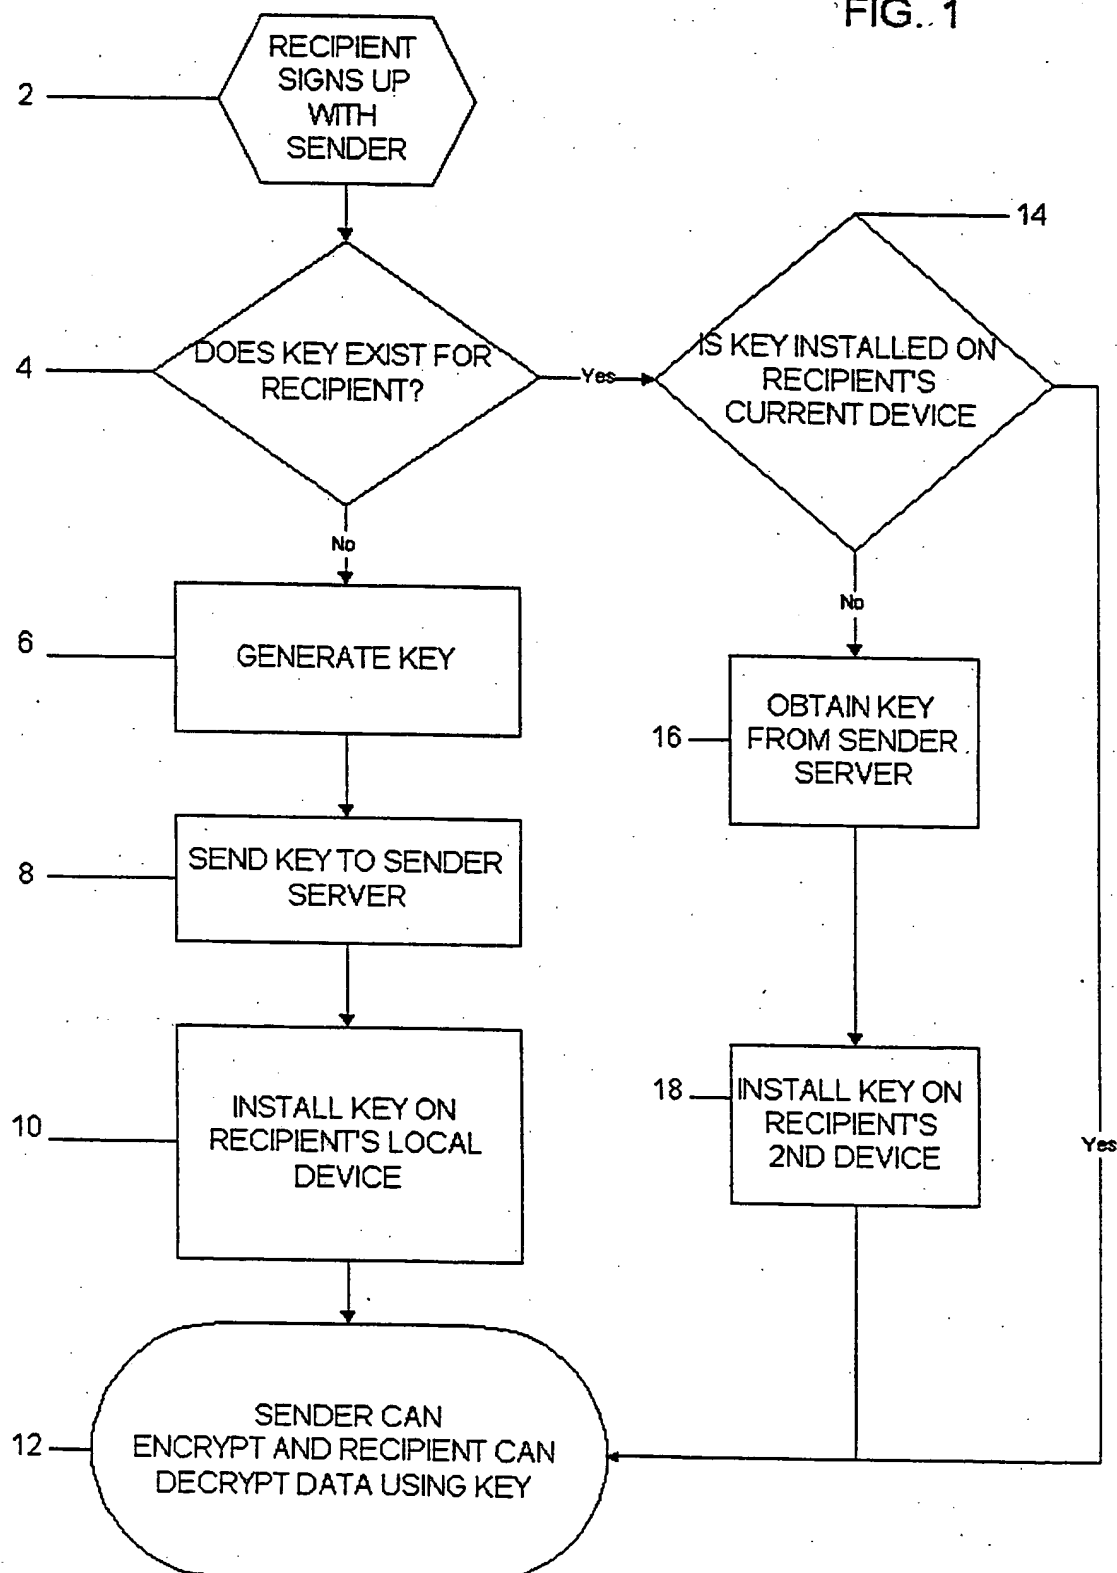 FIG. 1
RECIPIENT
SIGNS UP
WITH
SENDER
2
14
DOES KEY EXIST FOR
RECIPIENT?
4
Yes
IS KEY INSTALLED ON
RECIPIENT'S
CURRENT DEVICE
No
No
6
GENERATE KEY
16
OBTAIN KEY
FROM SENDER
SERVER
8
SEND KEY TO SENDER
SERVER
10
INSTALL KEY ON
RECIPIENT'S LOCAL
DEVICE
18
INSTALL KEY ON
RECIPIENT'S
2ND DEVICE
Yes
12
SENDER CAN
ENCRYPT AND RECIPIENT CAN
DECRYPT DATA USING KEY